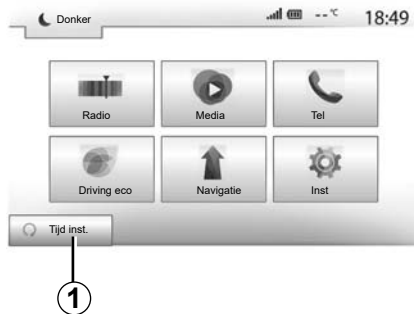 Donker
--°C 18:49
Radio Media Tel
Driving eco Navigatie Inst
Tijd inst.
1